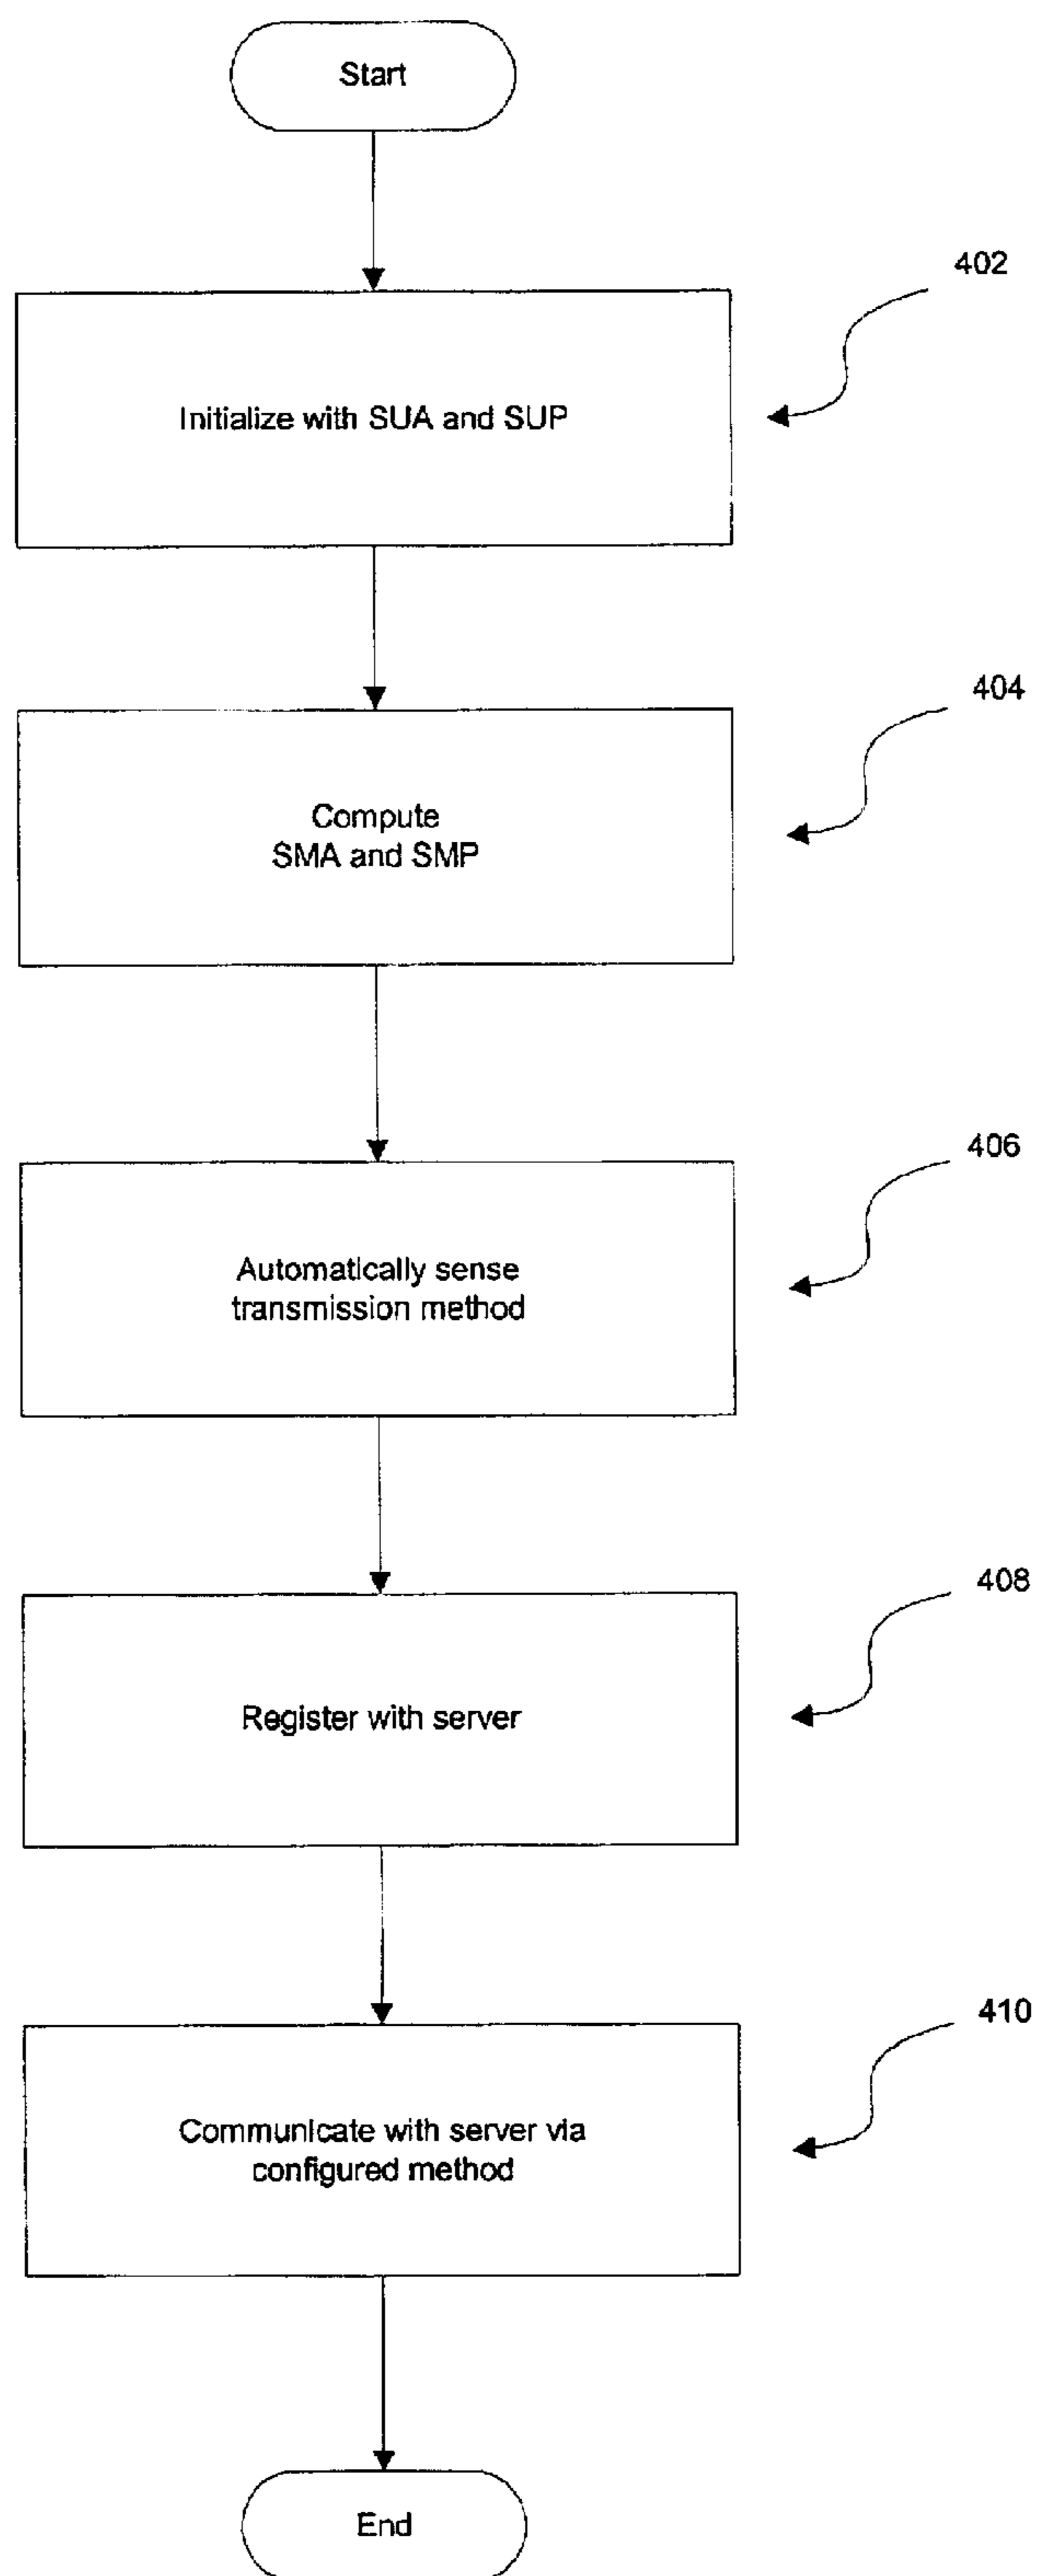 Start
402
Initialize with SUA and SUP
404
Compute
SMA and SMP
406
Automatically sense
transmission method
408
Register with server
410
Communicate with server via
configured method
End